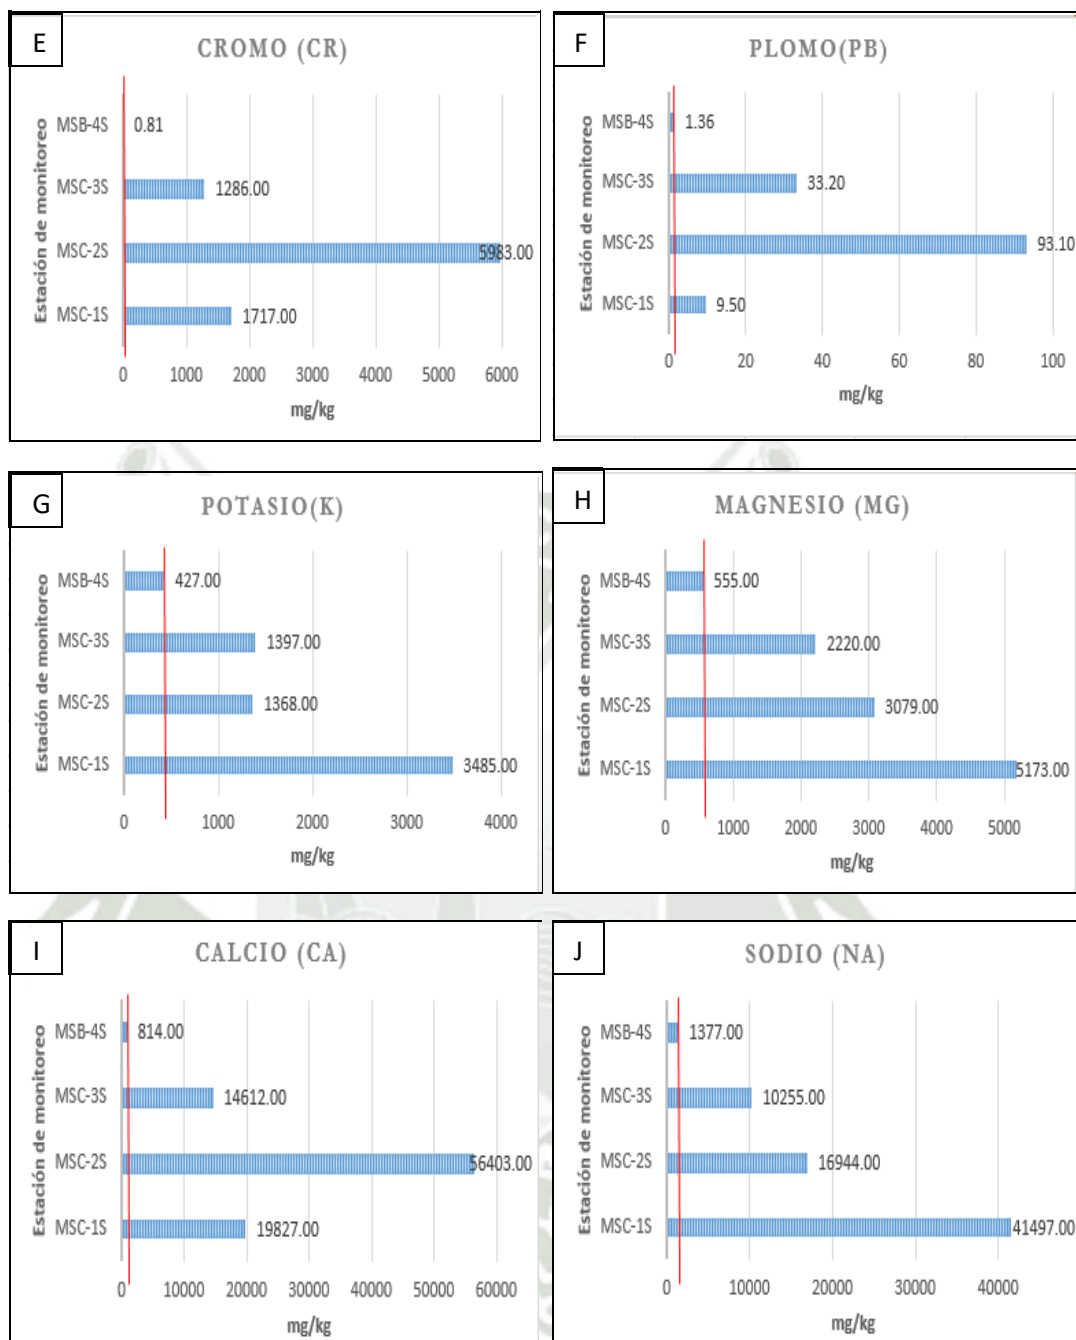 E
CROMO (CR)
Estación de monitoreo
MSB-4S 0.81
MSC-3S 1286.00
MSC-2S 5983.00
MSC-1S 1717.00
0 1000 2000 3000 4000 5000 6000
mg/kg
F
PLOMO(PB)
Estación de monitoreo
MSB-4S 1.36
MSC-3S 33.20
MSC-2S 93.10
MSC-1S 9.50
0 20 40 60 80 100
mg/kg
G
POTASIO(K)
Estación de monitoreo
MSB-4S 427.00
MSC-3S 1397.00
MSC-2S 1368.00
MSC-1S 3485.00
0 1000 2000 3000 4000
mg/kg
H
MAGNESIO (MG)
Estación de monitoreo
MSB-4S 555.00
MSC-3S 2220.00
MSC-2S 3079.00
MSC-1S 5173.00
0 1000 2000 3000 4000 5000
mg/kg
I
CALCIO (CA)
Estación de monitoreo
MSB-4S 814.00
MSC-3S 14612.00
MSC-2S 56403.00
MSC-1S 19827.00
0 10000 20000 30000 40000 50000 60000
mg/kg
J
SODIO (NA)
Estación de monitoreo
MSB-4S 1377.00
MSC-3S 10255.00
MSC-2S 16944.00
MSC-1S 41497.00
0 10000 20000 30000 40000
mg/kg